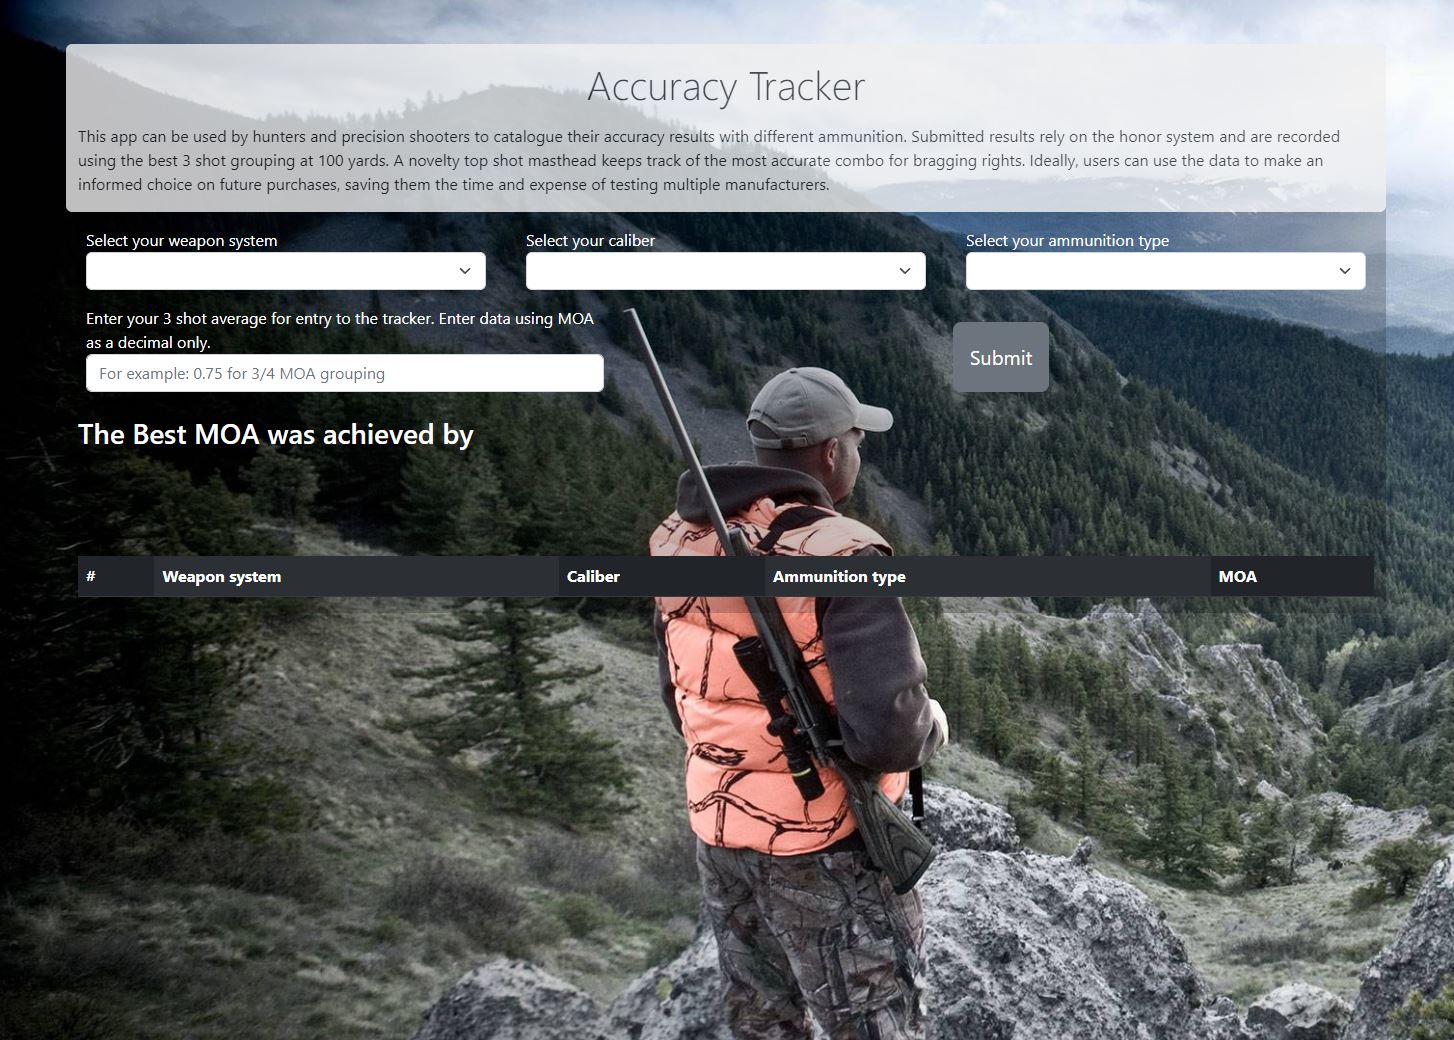 Accuracy Tracker
This app can be used by hunters and precision shooters to catalogue their accuracy results with different ammunition. Submitted results rely on the honor system and are recorded
using the best 3 shot grouping at 100 yards. A novelty top shot masthead keeps track of the most accurate combo for bragging rights. Ideally, users can use the data to make an
informed choice on future purchases, saving them the time and expense of testing multiple manufacturers.
Select your weapon system
Select your caliber
Select your ammunition type
Enter your 3 shot average for entry to the tracker. Enter data using MOA
as a decimal only.
For example: 0.75 for 3/4 MOA grouping
Submit
The Best MOA was achieved by
# Weapon system Caliber Ammunition type MOA